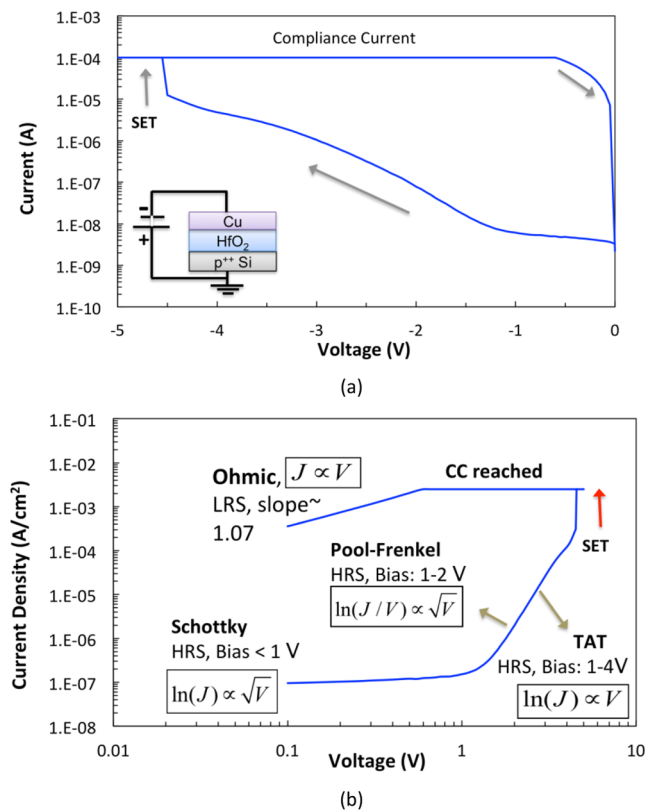 1.E-03
Compliance Current
1.E-04
1.E-05
SET
1.E-06
Current (A)
1.E-07
-
Cu
1.E-08
+
HfO2
1.E-09
p++ Si
1.E-10
-5
-4
-3
-2
-1
0
Voltage (V)
(a)
1.E-01
1.E-02
Ohmic, J ∝ V
CC reached
LRS, slope~
1.07
1.E-03
SET
1.E-04
Pool-Frenkel
HRS, Bias: 1-2 V
ln(J / V) ∝ √V
Current Density (A/cm2)
1.E-05
Schottky
HRS, Bias < 1 V
ln(J) ∝ √V
TAT
HRS, Bias: 1-4V
ln(J) ∝ V
1.E-06
1.E-07
1.E-08
0.01
0.1
1
10
Voltage (V)
(b)